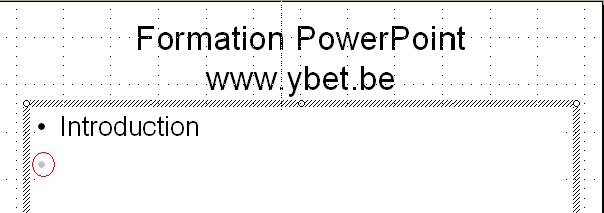 Formation PowerPoint
www.ybet.be
• Introduction
•